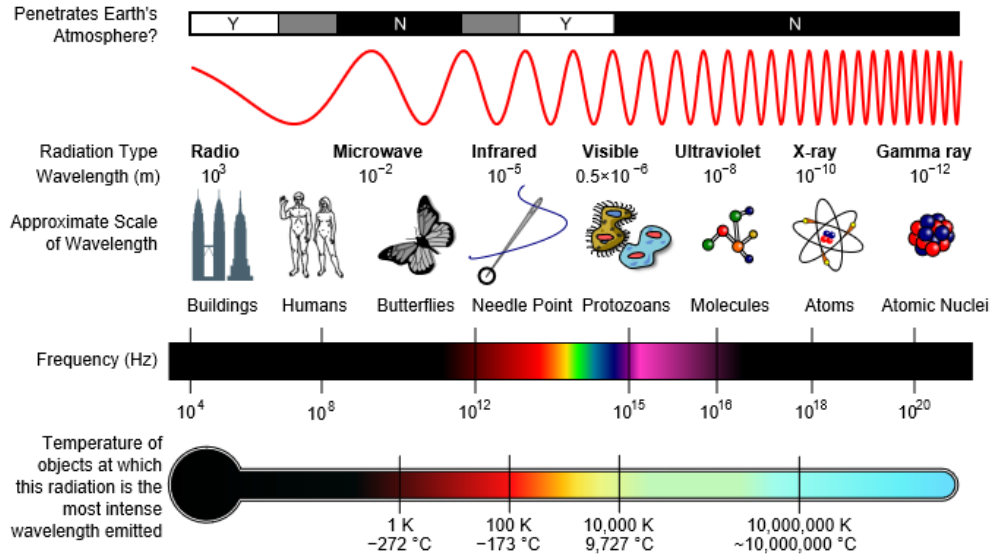 Penetrates Earth's
Atmosphere?
Y N Y N
Radiation Type
Radio Microwave Infrared Visible Ultraviolet X-ray Gamma ray
Wavelength (m)
10³ 10⁻² 10⁻⁵ 0.5×10⁻⁶ 10⁻⁸ 10⁻¹⁰ 10⁻¹²
Approximate Scale
of Wavelength
Buildings Humans Butterflies Needle Point Protozoans Molecules Atoms Atomic Nuclei
Frequency (Hz)
10⁴ 10⁸ 10¹² 10¹⁵ 10¹⁶ 10¹⁸ 10²⁰
Temperature of
objects at which
this radiation is the
most intense
wavelength emitted
1 K 100 K 10,000 K 10,000,000 K
−272 °C −173 °C 9,727 °C ~10,000,000 °C